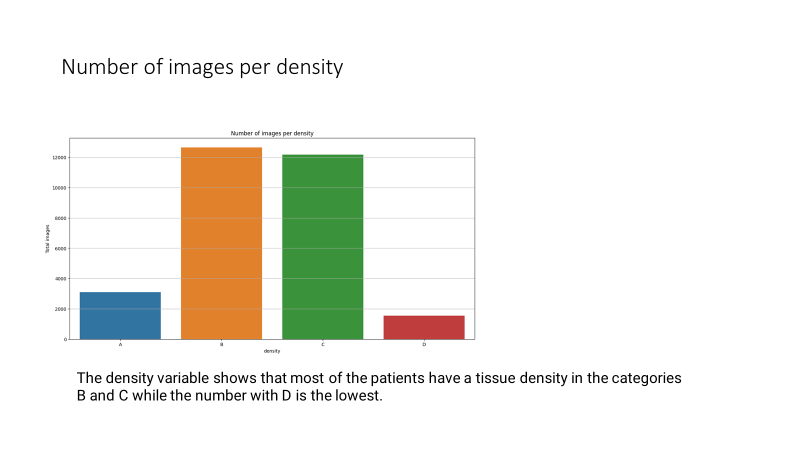 Number of images per density
Number of images per density
12000
10000
8000
6000
4000
2000
0
Total images
A B C D
density
The density variable shows that most of the patients have a tissue density in the categories
B and C while the number with D is the lowest.